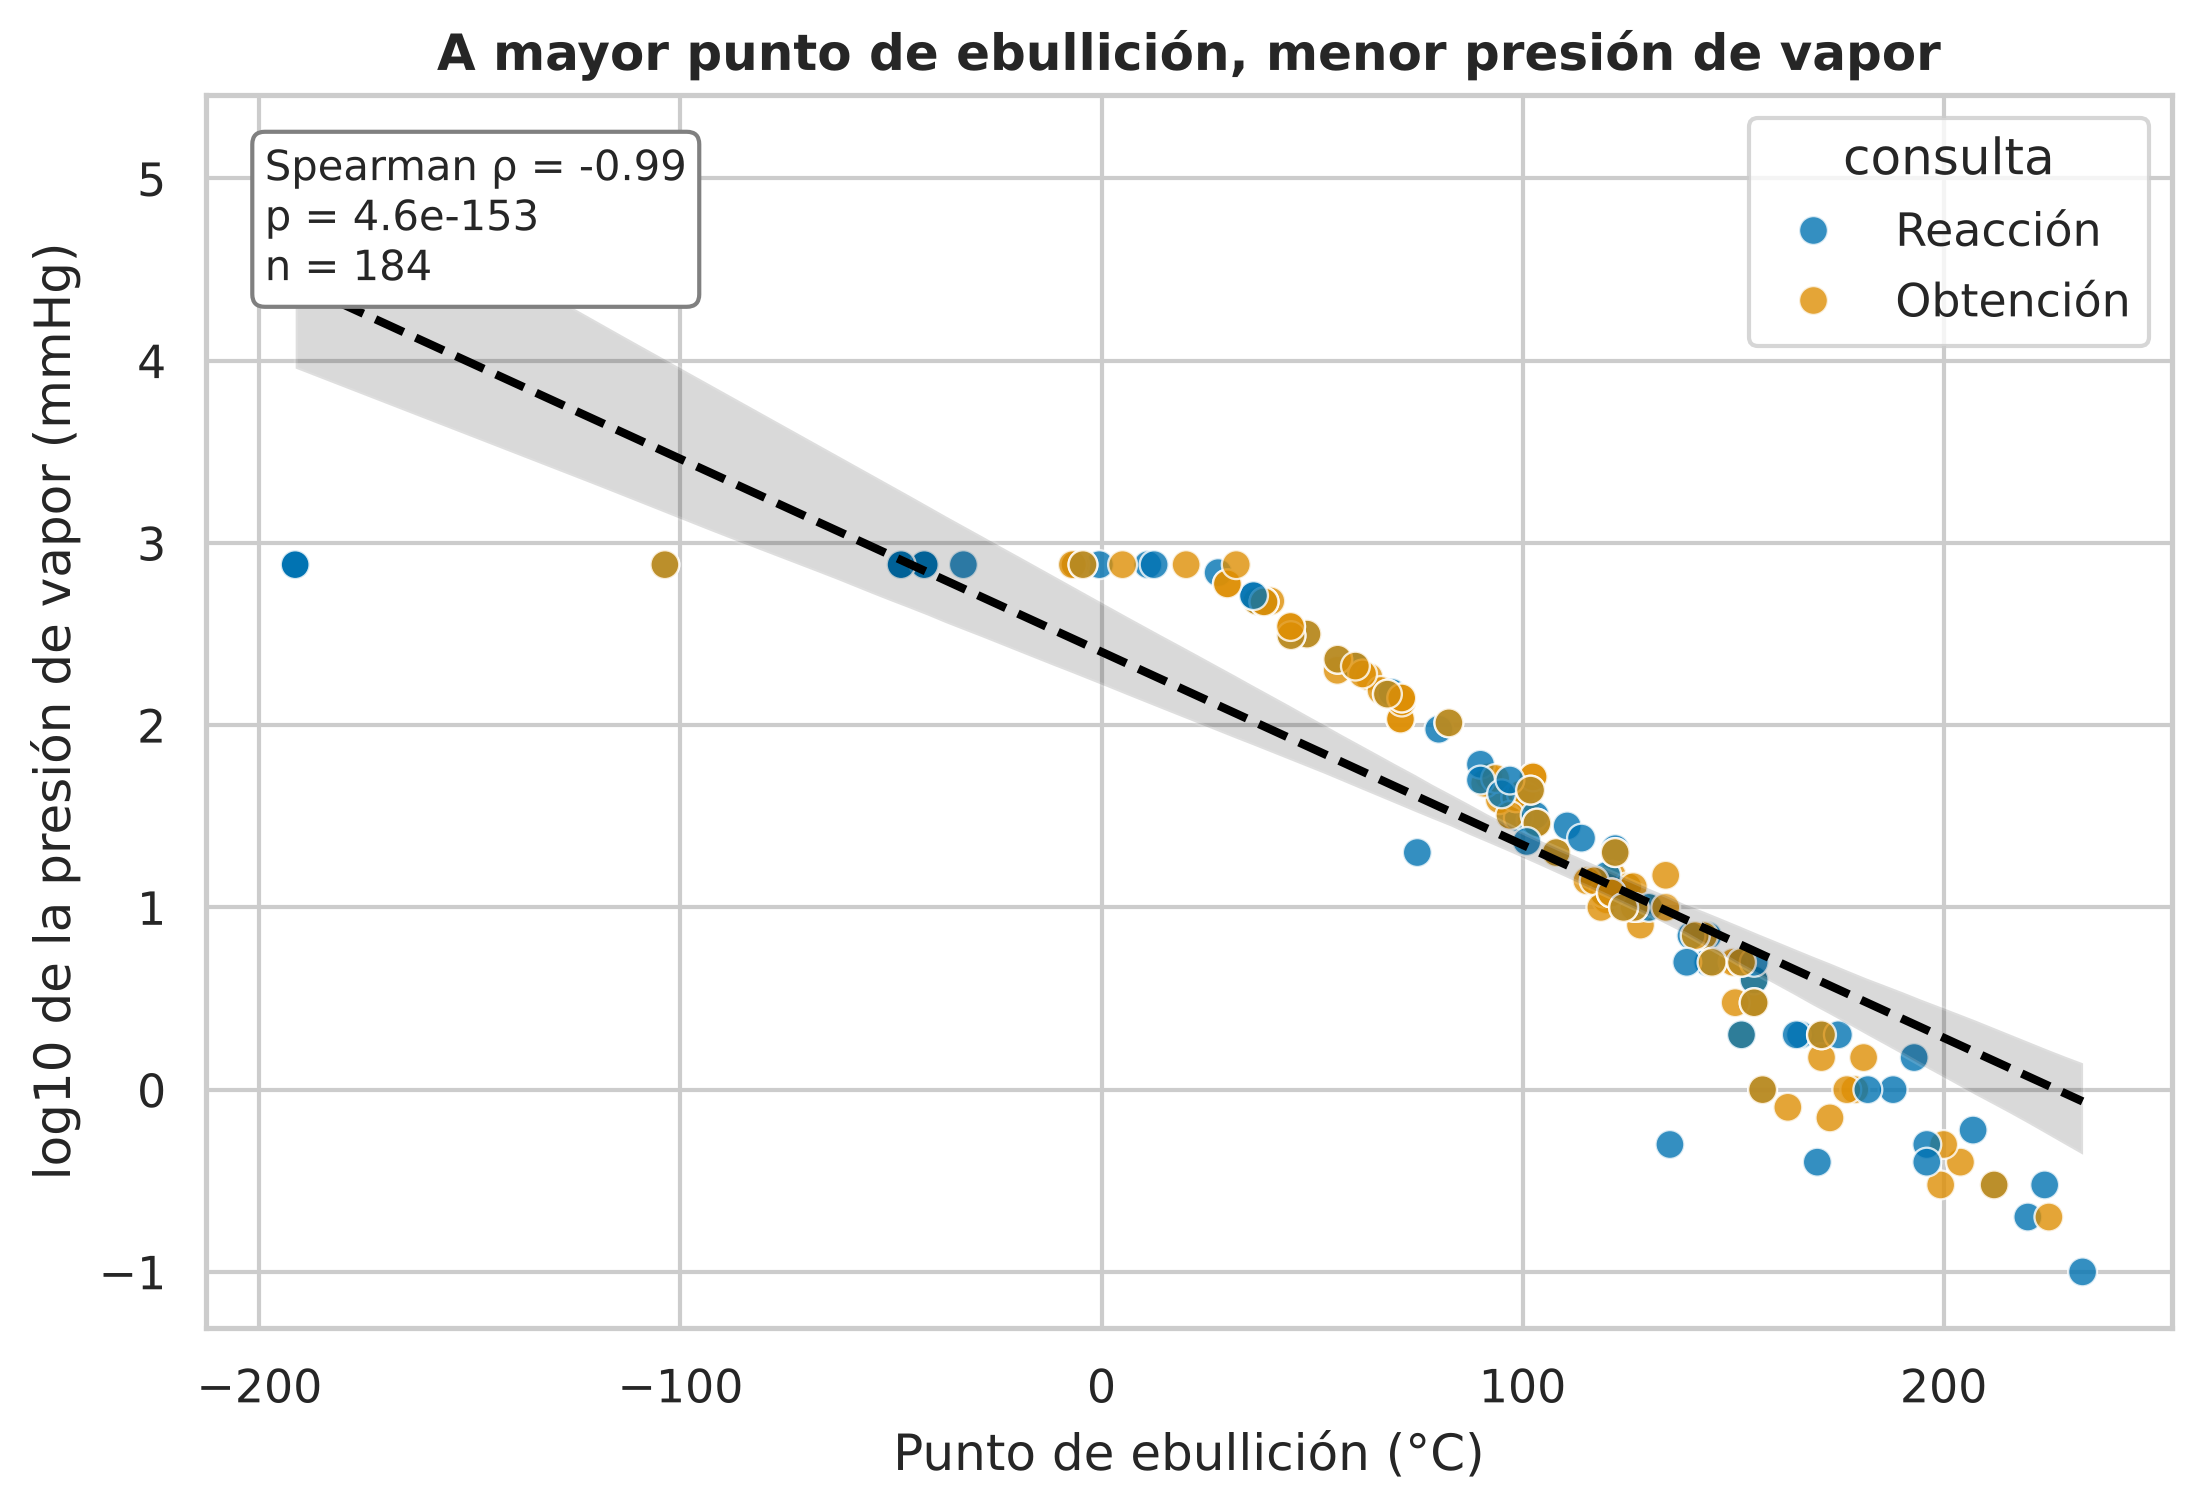 A mayor punto de ebullición, menor presión de vapor
Spearman ρ = -0.99
p = 4.6e-153
n = 184
consulta
Reacción
Obtención
log10 de la presión de vapor (mmHg)
5
4
3
2
1
0
−1
−200
−100
0
100
200
Punto de ebullición (°C)